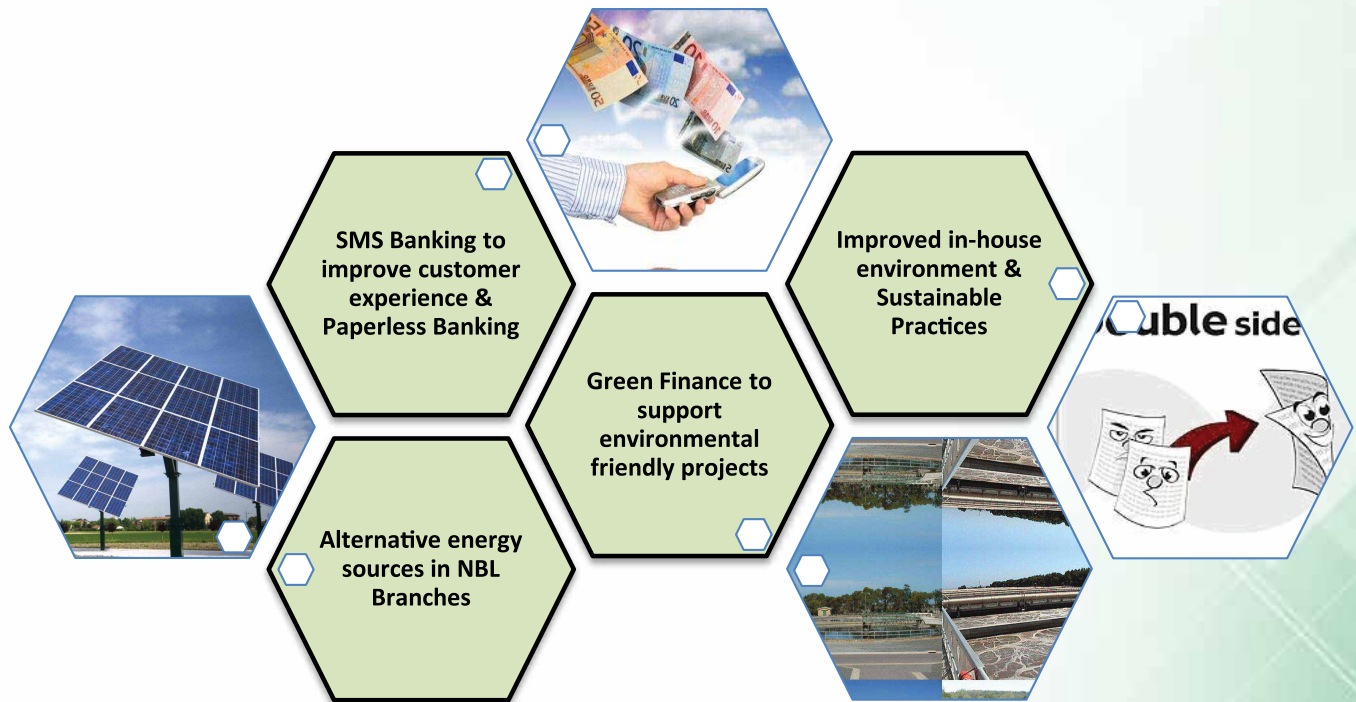 SMS Banking to
improve customer
experience &
Paperless Banking
Improved in-house
environment &
Sustainable
Practices
uble side
Green Finance to
support
environmental
friendly projects
Alternative energy
sources in NBL
Branches